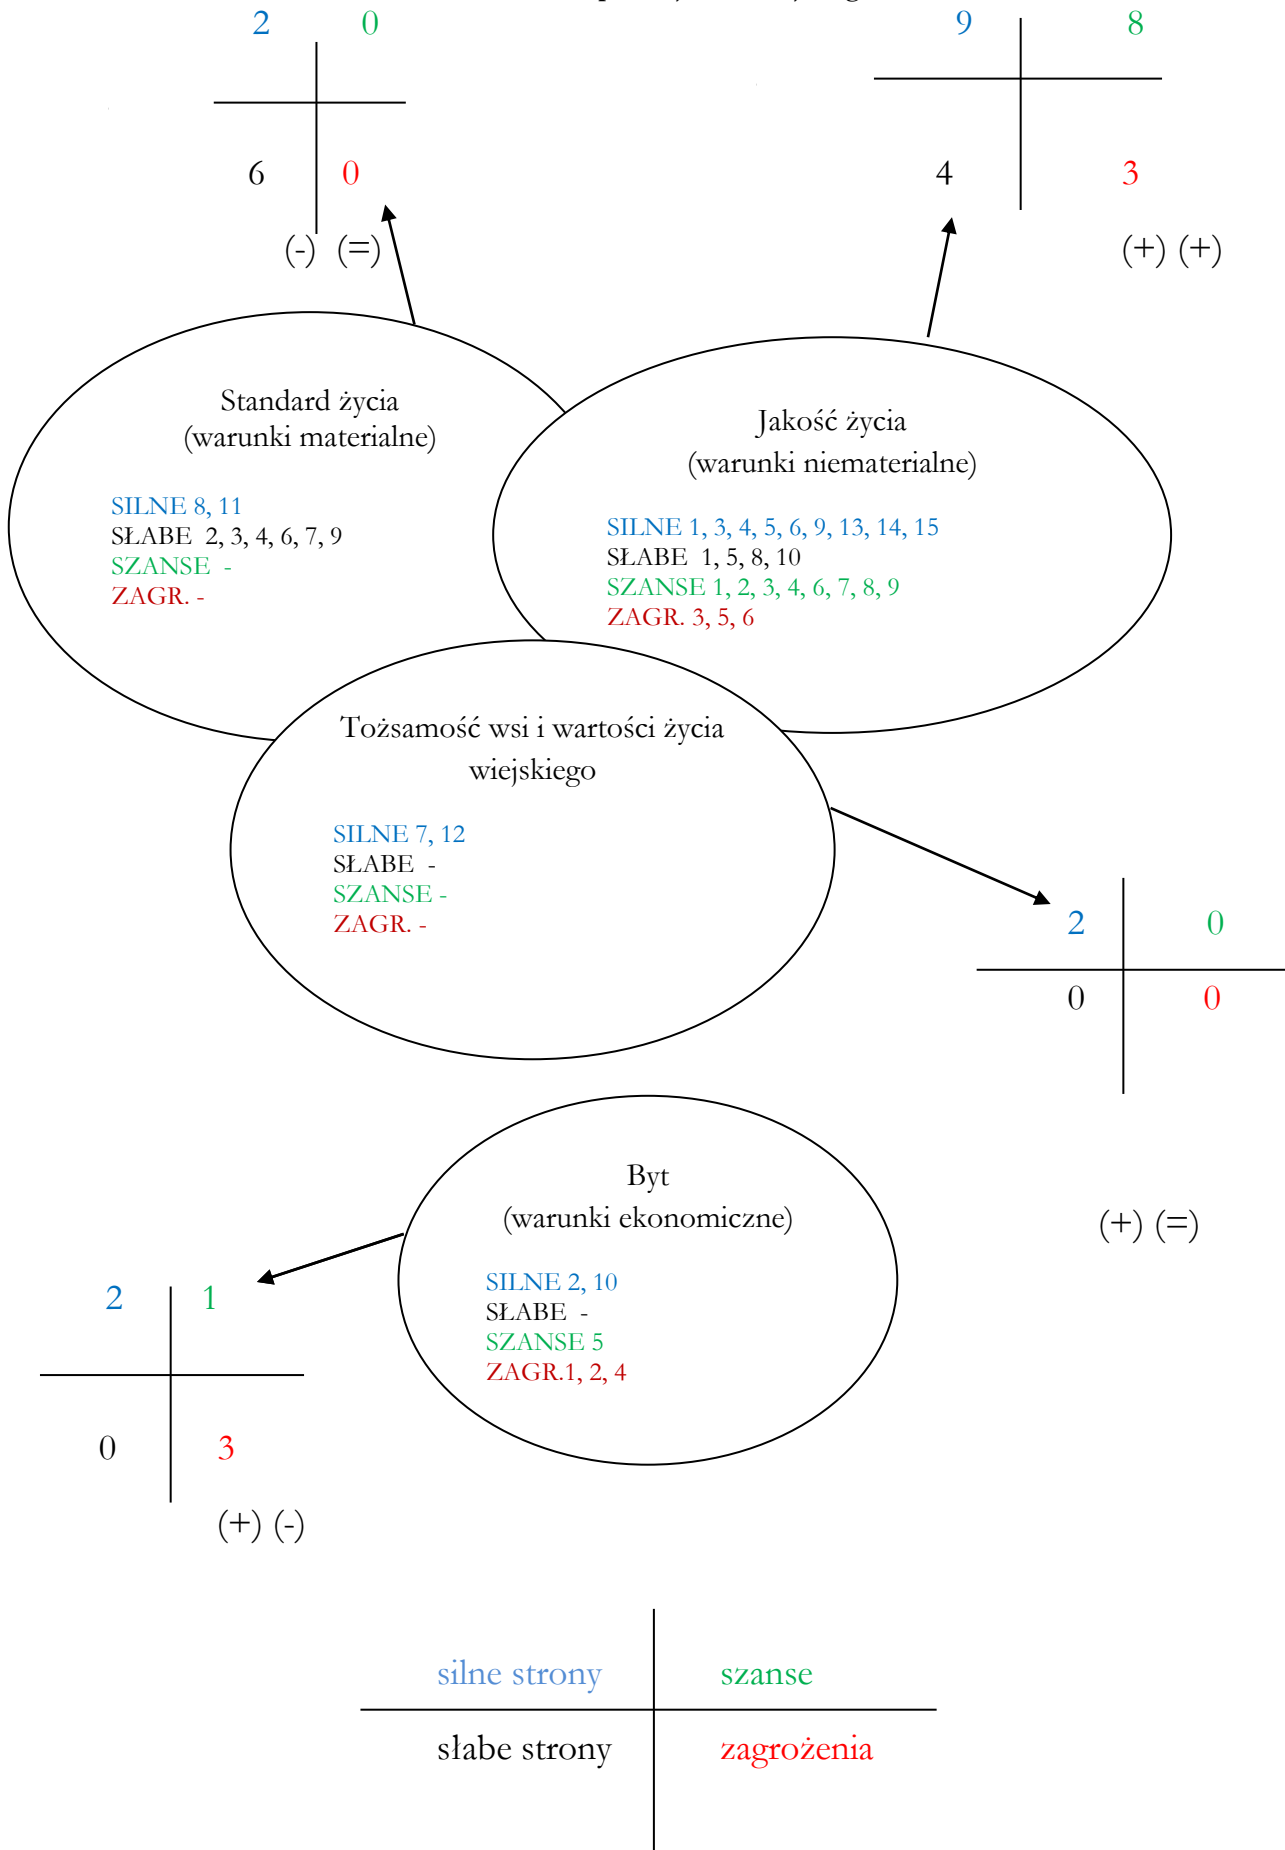 2 0
9 8
6 0
4 3
(-) (=)
(+) (+)
Standard życia
(warunki materialne)
SILNE 8, 11
SŁABE 2, 3, 4, 6, 7, 9
SZANSE -
ZAGR. -
Jakość życia
(warunki niematerialne)
SILNE 1, 3, 4, 5, 6, 9, 13, 14, 15
SŁABE 1, 5, 8, 10
SZANSE 1, 2, 3, 4, 6, 7, 8, 9
ZAGR. 3, 5, 6
Tożsamość wsi i wartości życia
wiejskiego
SILNE 7, 12
SŁABE -
SZANSE -
ZAGR. -
2 0
0 0
(+) (=)
Byt
(warunki ekonomiczne)
SILNE 2, 10
SŁABE -
SZANSE 5
ZAGR.1, 2, 4
2 1
0 3
(+) (-)
silne strony szanse
słabe strony zagrożenia